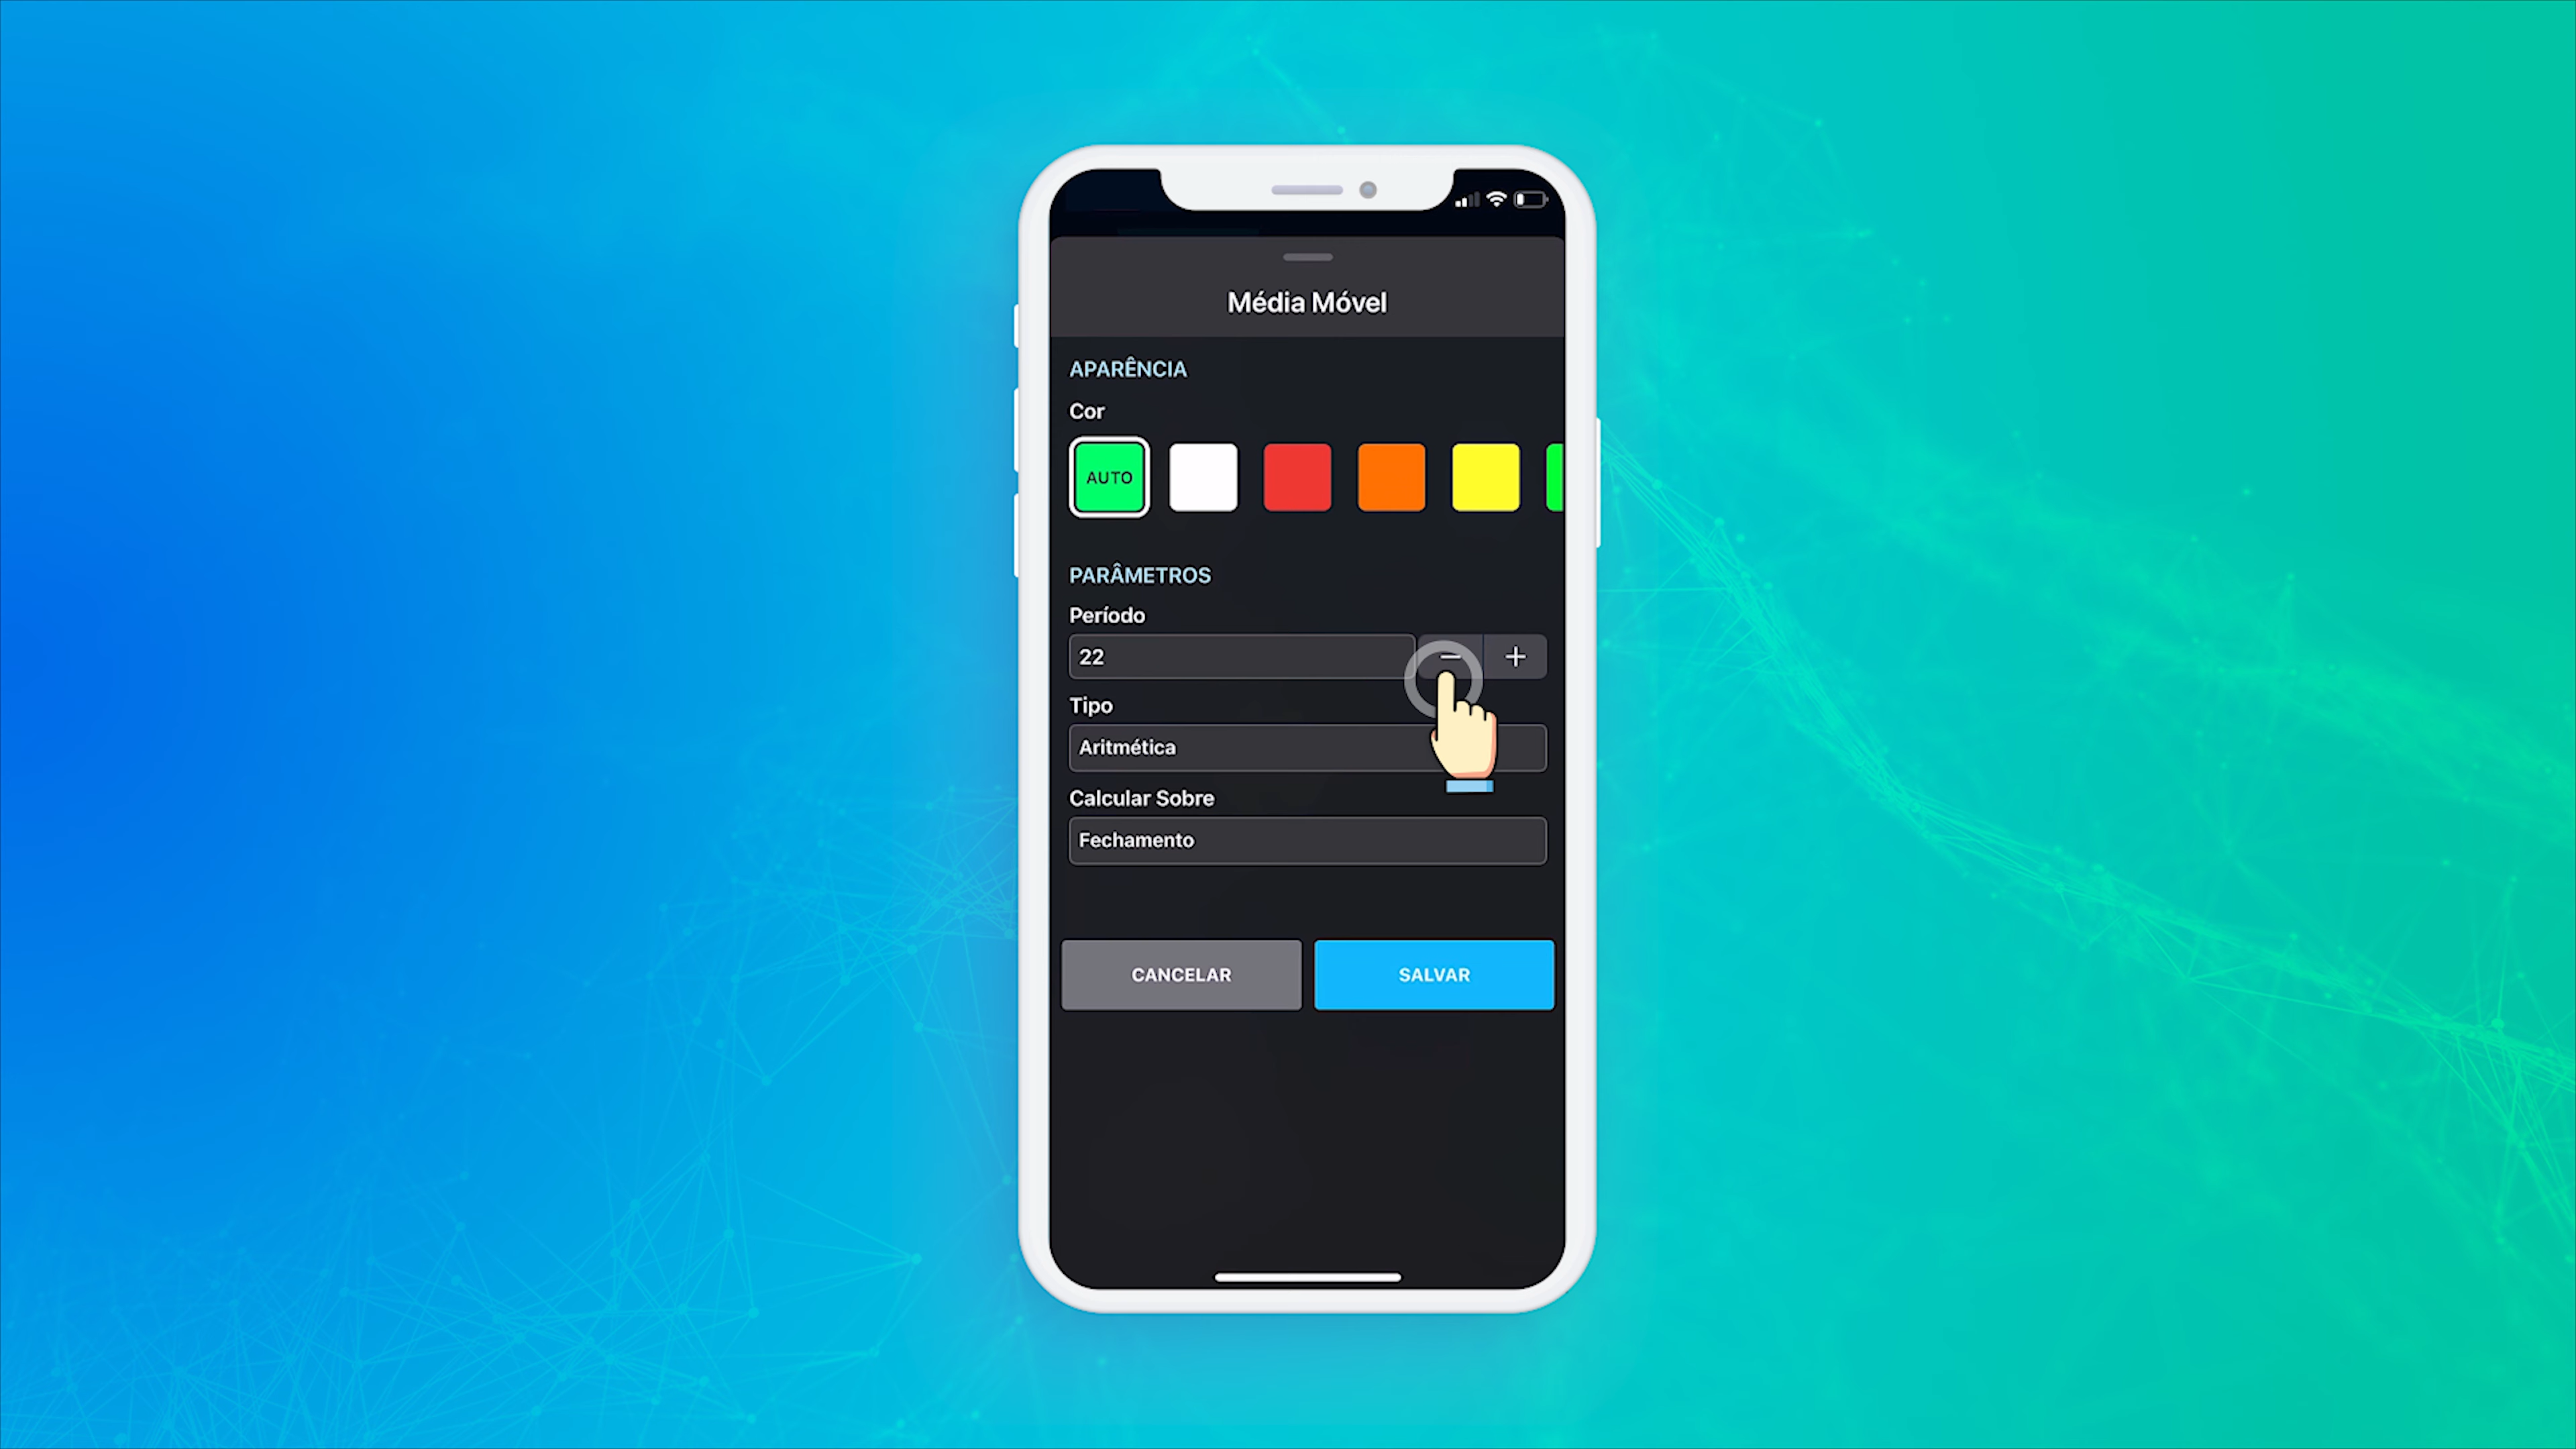 Média Móvel
APARÊNCIA
Cor
AUTO
PARÂMETROS
Período
22
Tipo
Aritmética
Calcular Sobre
Fechamento
CANCELAR SALVAR